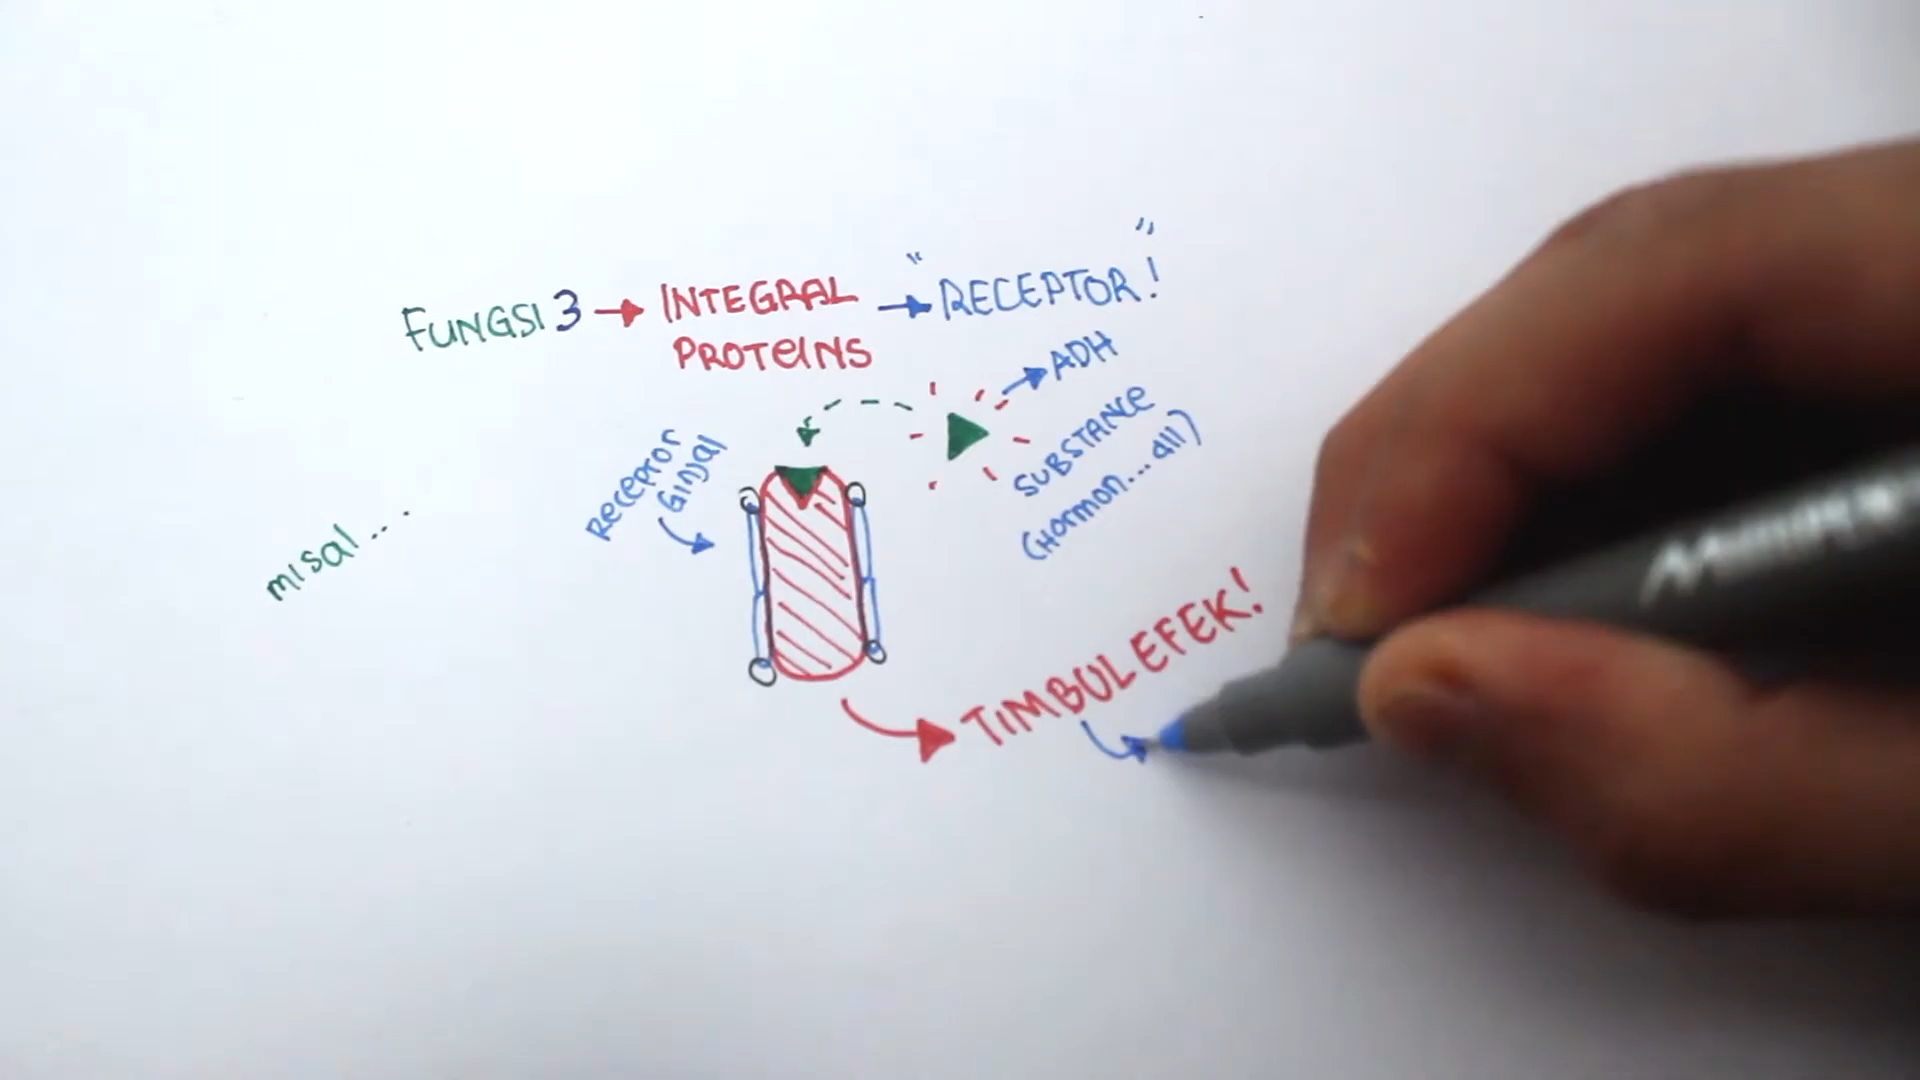 FUNGSI 3 → INTEGRAL PROTEINS → "RECEPTOR!"
ADH
SUBSTANCE
(Hormon... dll)
Receptor
Ginjal
misal...
TIMBUL EFEK!